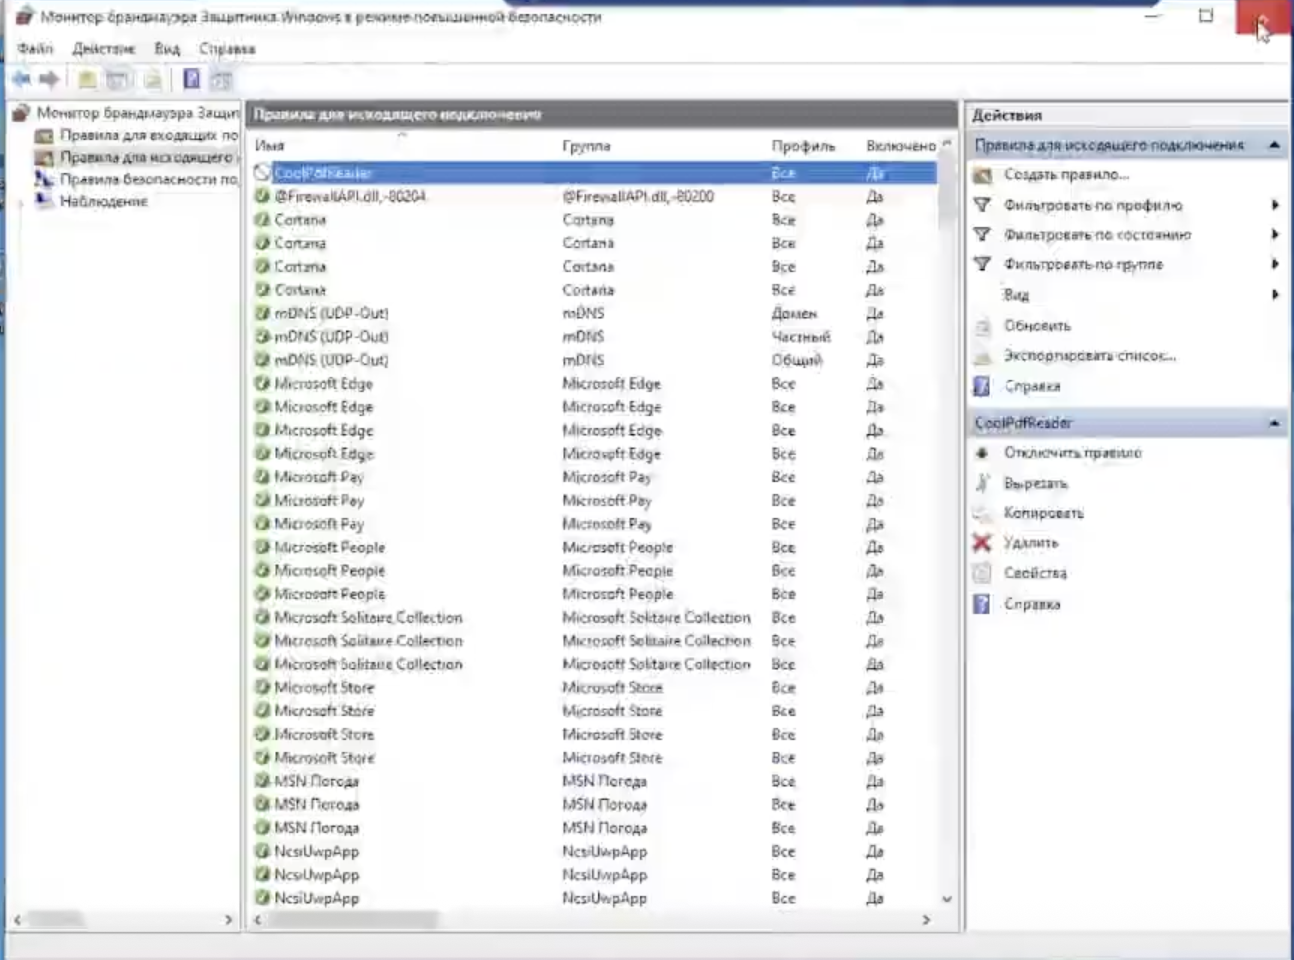 Монитор брандмауэра Защитника Windows в режиме повышенной безопасности
Файл Действие Вид Справка
Монитор брандмауэра Защит
Правила для входящих по
Правила для исходящего
Правила безопасности по
Наблюдение
Правила для исходящего подключения
Имя Группа Профиль Включено
CoolPdfReader Все Да
@FirewallAPI.dll,-80204 @FirewallAPI.dll,-80200 Все Да
Cortana Cortana Все Да
Cortana Cortana Все Да
Cortana Cortana Все Да
Cortana Cortana Все Да
mDNS (UDP-Out) mDNS Домен Да
mDNS (UDP-Out) mDNS Частный Да
mDNS (UDP-Out) mDNS Общий Да
Microsoft Edge Microsoft Edge Все Да
Microsoft Edge Microsoft Edge Все Да
Microsoft Edge Microsoft Edge Все Да
Microsoft Edge Microsoft Edge Все Да
Microsoft Pay Microsoft Pay Все Да
Microsoft Pay Microsoft Pay Все Да
Microsoft Pay Microsoft Pay Все Да
Microsoft People Microsoft People Все Да
Microsoft People Microsoft People Все Да
Microsoft People Microsoft People Все Да
Microsoft Solitaire Collection Microsoft Solitaire Collection Все Да
Microsoft Solitaire Collection Microsoft Solitaire Collection Все Да
Microsoft Solitaire Collection Microsoft Solitaire Collection Все Да
Microsoft Store Microsoft Store Все Да
Microsoft Store Microsoft Store Все Да
Microsoft Store Microsoft Store Все Да
Microsoft Store Microsoft Store Все Да
MSN Погода MSN Погода Все Да
MSN Погода MSN Погода Все Да
MSN Погода MSN Погода Все Да
NcsiUwpApp NcsiUwpApp Все Да
NcsiUwpApp NcsiUwpApp Все Да
NcsiUwpApp NcsiUwpApp Все Да
Действия
Правила для исходящего подключения
Создать правило...
Фильтровать по профилю
Фильтровать по состоянию
Фильтровать по группе
Вид
Обновить
Экспортировать список...
Справка
CoolPdfReader
Отключить правило
Вырезать
Копировать
Удалить
Свойства
Справка